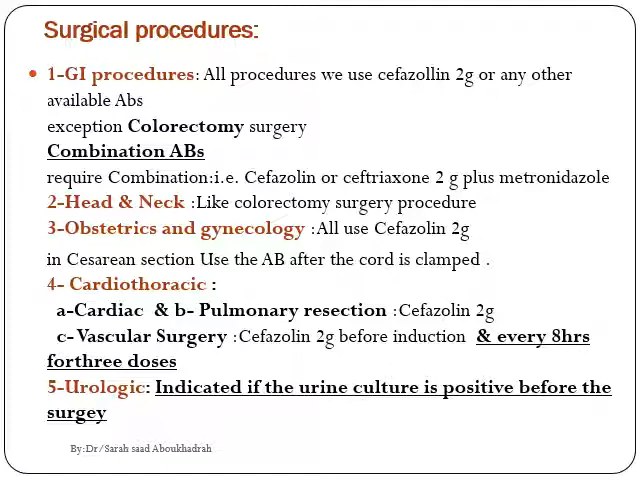 Surgical procedures:
• 1-GI procedures: All procedures we use cefazollin 2g or any other
available Abs
exception Colorectomy surgery
Combination ABs
require Combination:i.e. Cefazolin or ceftriaxone 2 g plus metronidazole
2-Head & Neck :Like colorectomy surgery procedure
3-Obstetrics and gynecology :All use Cefazolin 2g
in Cesarean section Use the AB after the cord is clamped .
4- Cardiothoracic :
a-Cardiac & b- Pulmonary resection :Cefazolin 2g
c- Vascular Surgery :Cefazolin 2g before induction & every 8hrs
forthree doses
5-Urologic: Indicated if the urine culture is positive before the
surgey
By:Dr/Sarah saad Aboukhadrah